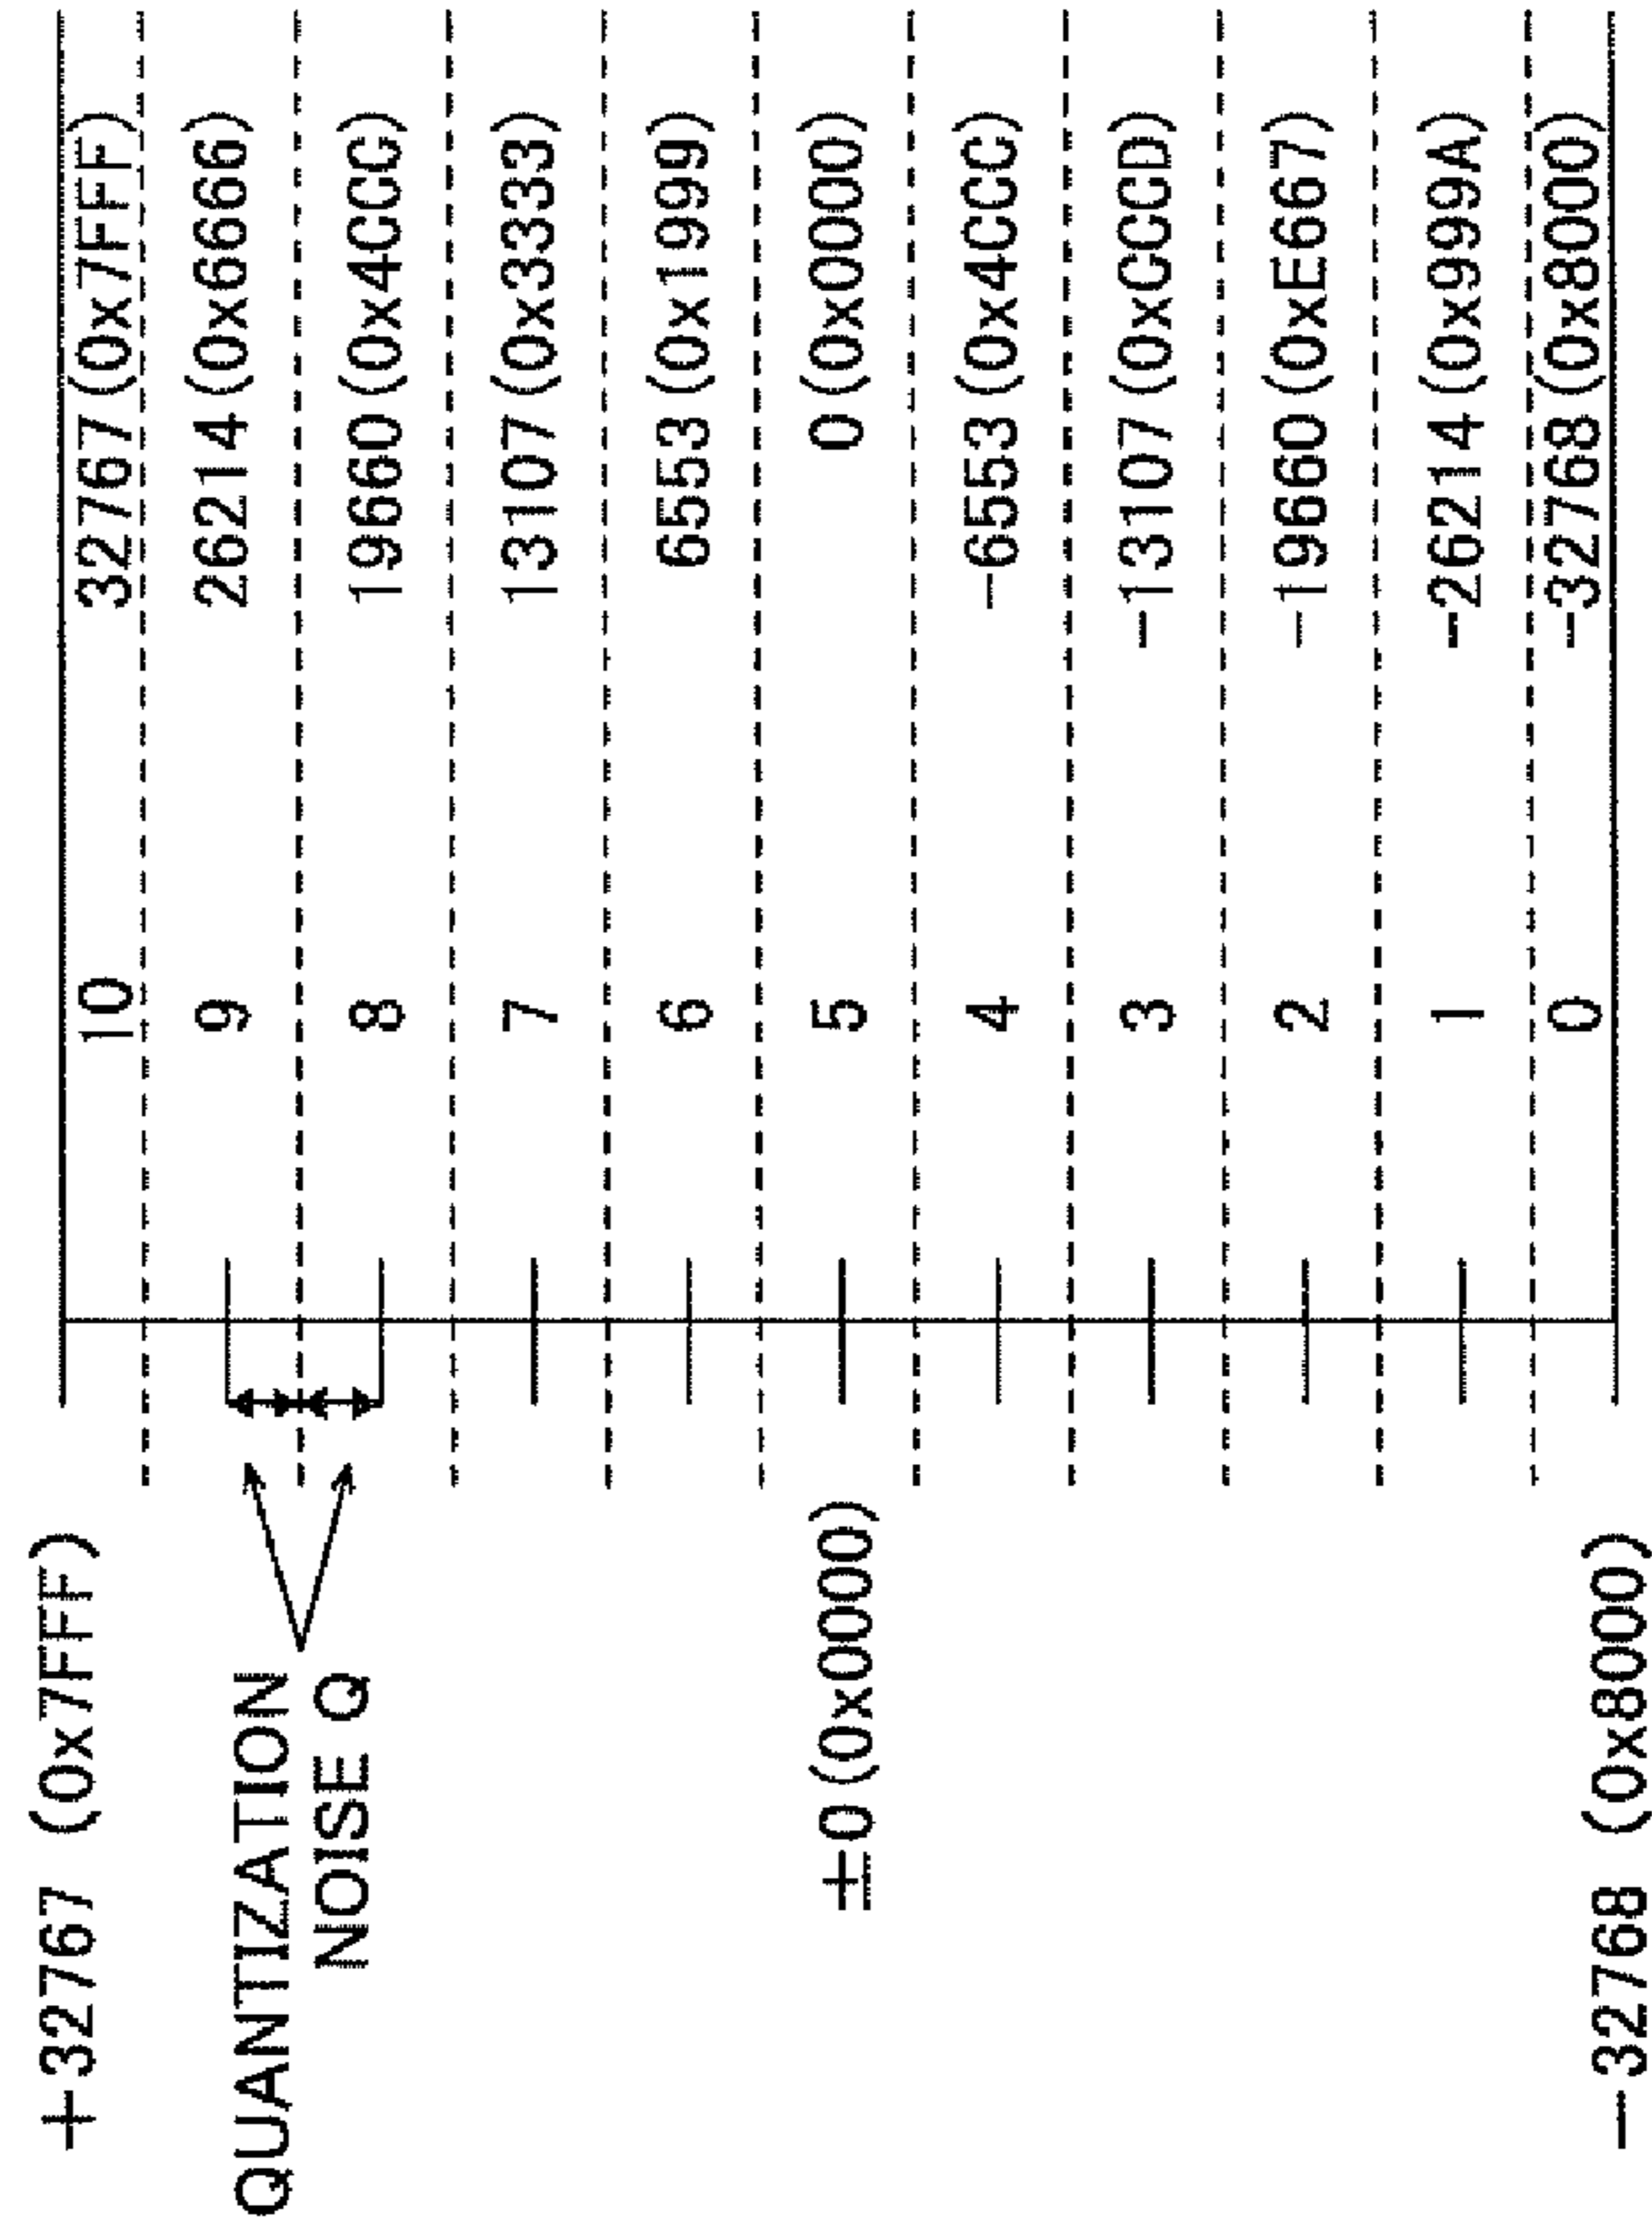 +32767 (0x7FFF)
QUANTIZATION
NOISE Q
±0(0x0000)
-32768 (0x8000)
10 32767(0x7FFF)
9 26214(0x6666)
8 19660(0x4CCC)
7 13107(0x3333)
6 6553(0x1999)
5 0(0x0000)
4 -6553(0x4CCC)
3 -13107(0xCCCD)
2 -19660(0xE667)
1 -26214(0x999A)
0 -32768(0x8000)